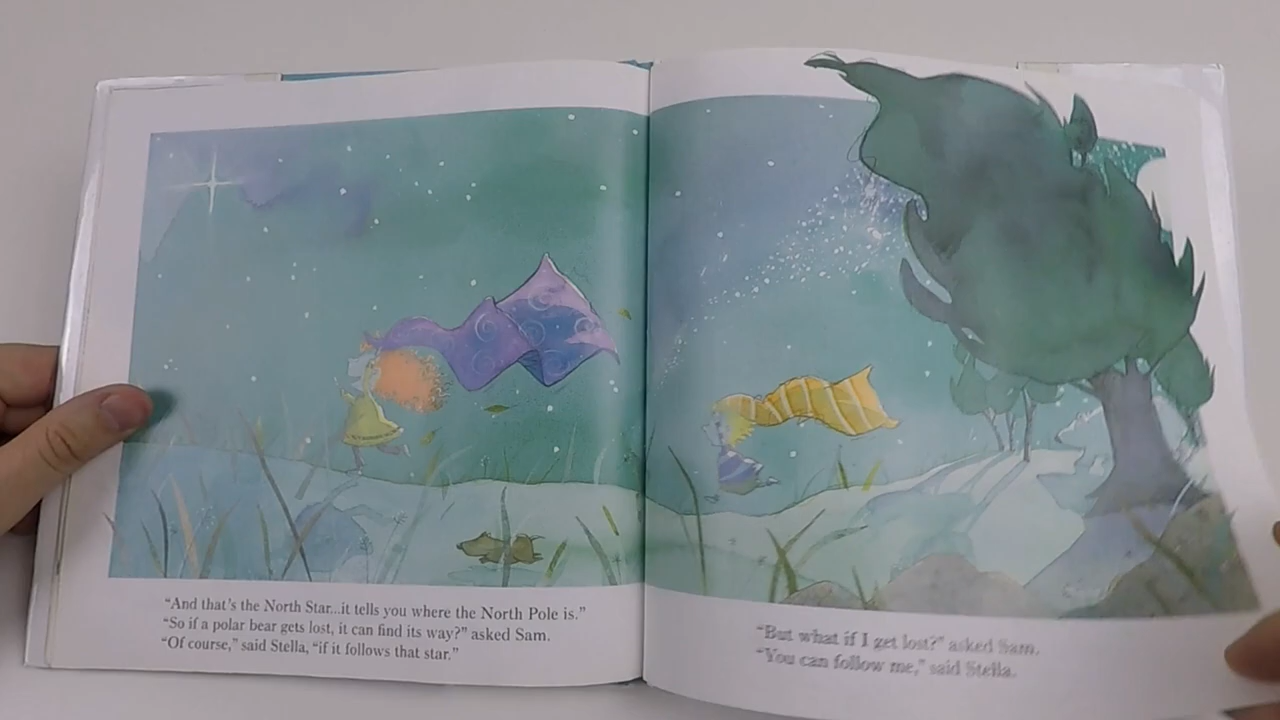 “And that’s the North Star...it tells you where the North Pole is.”
“So if a polar bear gets lost, it can find its way?” asked Sam.
“Of course,” said Stella, “if it follows that star.”
“But what if I get lost?” asked Sam.
“You can follow me,” said Stella.